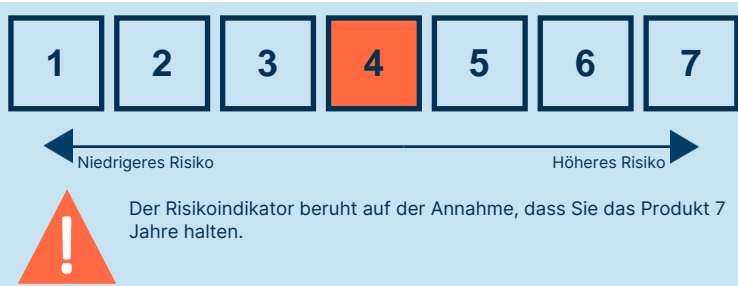 1 2 3 4 5 6 7
Niedrigeres Risiko Höheres Risiko
Der Risikoindikator beruht auf der Annahme, dass Sie das Produkt 7
Jahre halten.
!